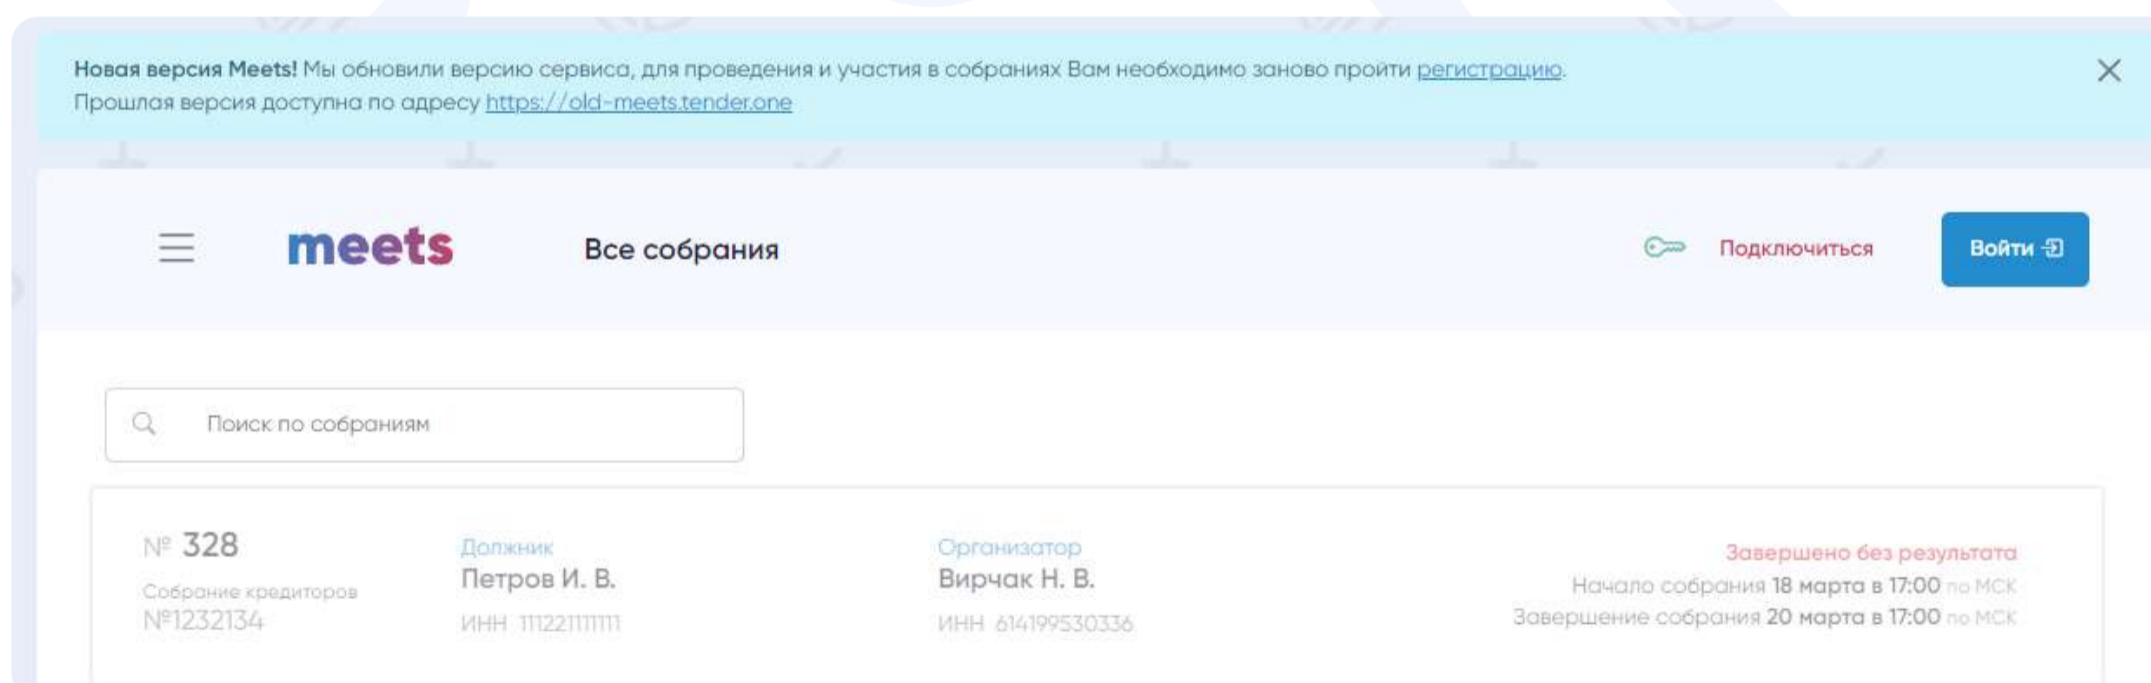 Новая версия Meets! Мы обновили версию сервиса, для проведения и участия в собраниях Вам необходимо заново пройти регистрацию.
Прошлая версия доступна по адресу https://old-meets.tender.one
meets
Все собрания
Подключиться
Войти
Поиск по собраниям
№ 328
Собрание кредиторов
№1232134
Должник
Петров И. В.
ИНН 111221111111
Организатор
Вирчак Н. В.
ИНН 614199530336
Завершено без результата
Начало собрания 18 марта в 17:00 по МСК
Завершение собрания 20 марта в 17:00 по МСК